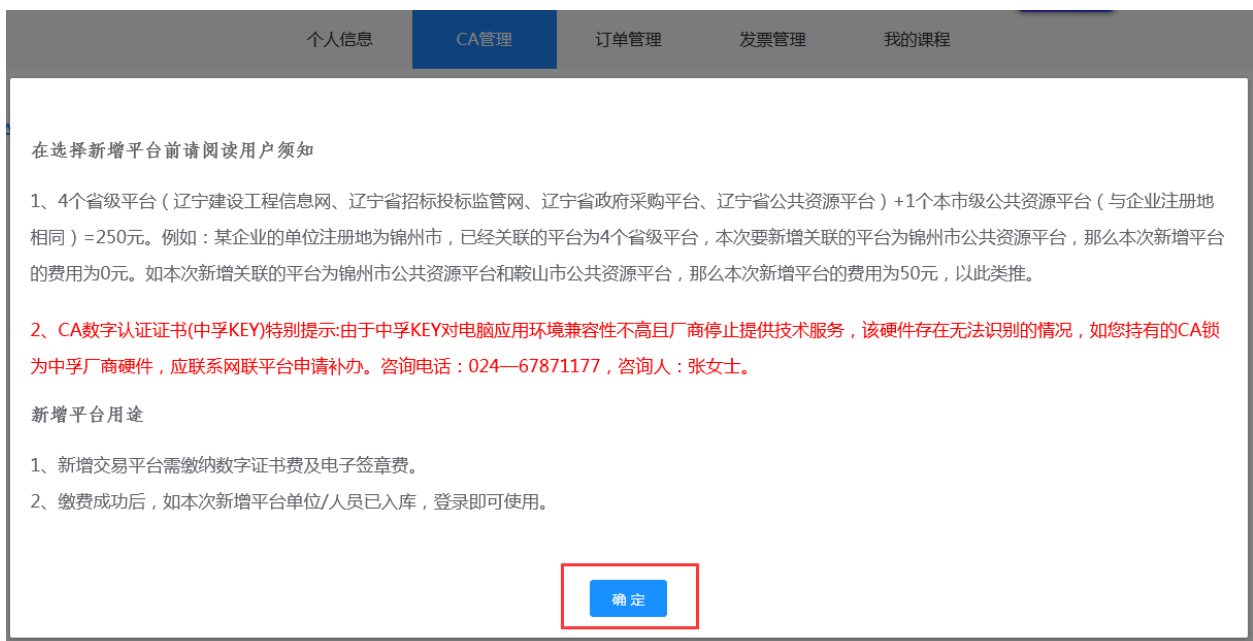 个人信息 CA管理 订单管理 发票管理 我的课程
在选择新增平台前请阅读用户须知
1、4个省级平台（辽宁建设工程信息网、辽宁省招标投标监管网、辽宁省政府采购平台、辽宁省公共资源平台）+1个本市级公共资源平台（与企业注册地
相同）=250元。例如：某企业的单位注册地为锦州市，已经关联的平台为4个省级平台，本次要新增关联的平台为锦州市公共资源平台，那么本次新增平台
的费用为0元。如本次新增关联的平台为锦州市公共资源平台和鞍山市公共资源平台，那么本次新增平台的费用为50元，以此类推。
2、CA数字认证证书(中孚KEY)特别提示:由于中孚KEY对电脑应用环境兼容性不高且厂商停止提供技术服务，该硬件存在无法识别的情况，如您持有的CA锁
为中孚厂商硬件，应联系网联平台申请补办。咨询电话：024—67871177，咨询人：张女士。
新增平台用途
1、新增交易平台需缴纳数字证书费及电子签章费。
2、缴费成功后，如本次新增平台单位/人员已入库，登录即可使用。
确 定